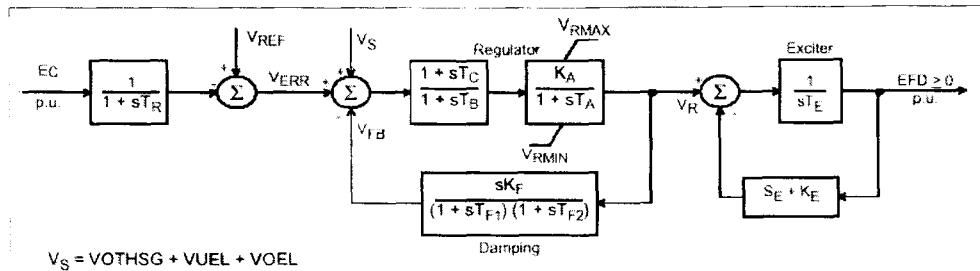 V_REF
V_S
Regulator
V_RMAX
Exciter
EC
p.u.
1
1 + sT_R
+
-
Σ
V_ERR
+
+
-
Σ
1 + sT_C
1 + sT_B
K_A
1 + sT_A
V_R
+
-
Σ
1
sT_E
EFD ≥ 0
p.u.
V_FB
V_RMIN
sK_F
(1 + sT_F1) (1 + sT_F2)
Damping
S_E + K_E
V_S = VOTHSG + VUEL + VOEL